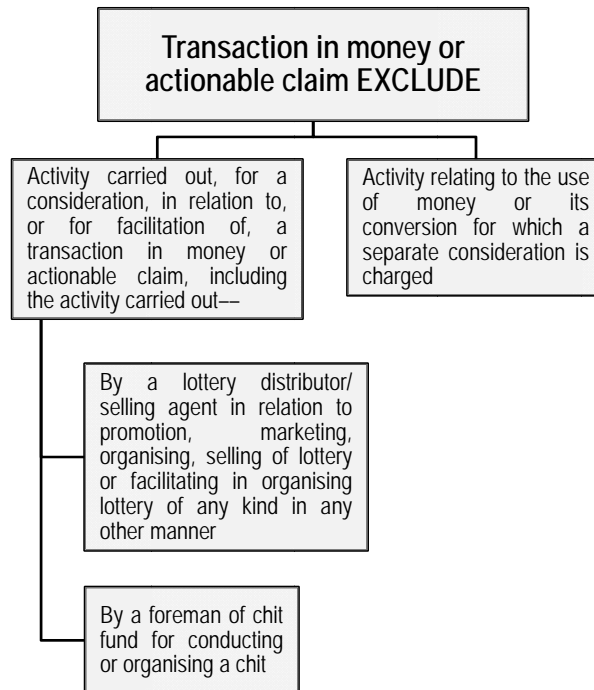 Transaction in money or
actionable claim EXCLUDE
Activity carried out, for a
consideration, in relation to,
or for facilitation of, a
transaction in money or
actionable claim, including
the activity carried out––
Activity relating to the use
of money or its
conversion for which a
separate consideration is
charged
By a lottery distributor/
selling agent in relation to
promotion, marketing,
organising, selling of lottery
or facilitating in organising
lottery of any kind in any
other manner
By a foreman of chit
fund for conducting
or organising a chit